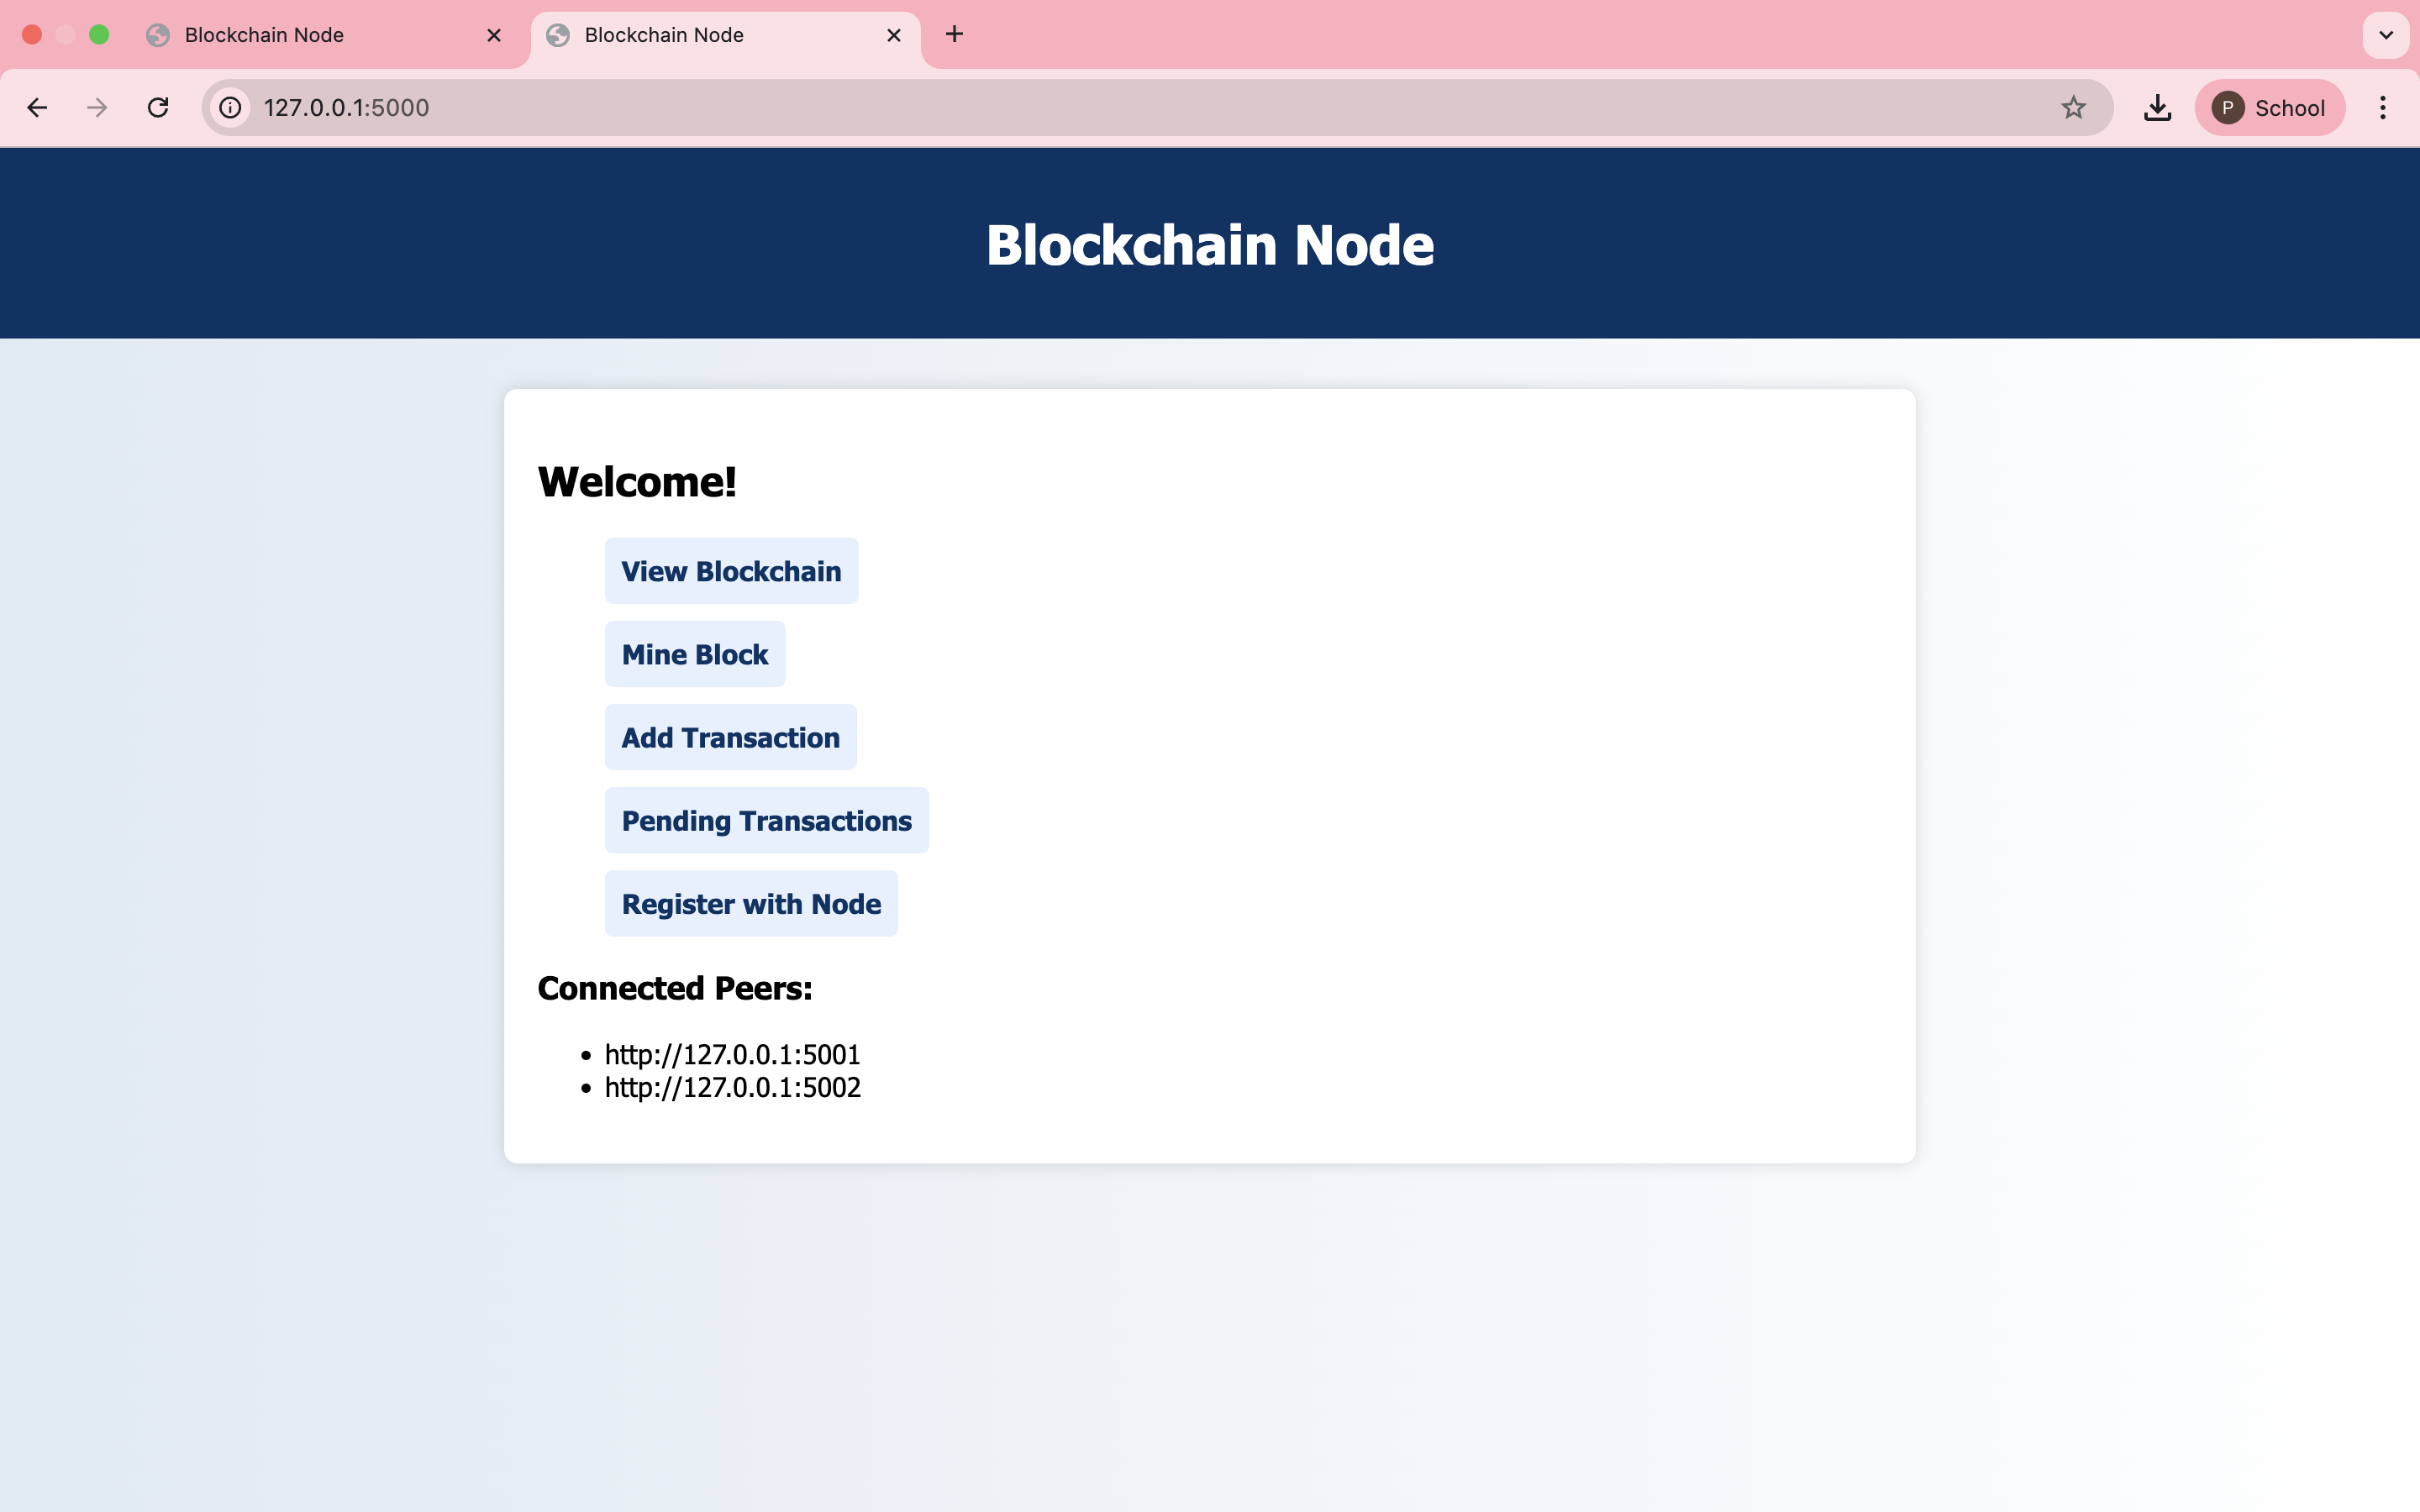 Blockchain Node
Blockchain Node
127.0.0.1:5000
P School
Blockchain Node
Welcome!
View Blockchain
Mine Block
Add Transaction
Pending Transactions
Register with Node
Connected Peers:
• http://127.0.0.1:5001
• http://127.0.0.1:5002